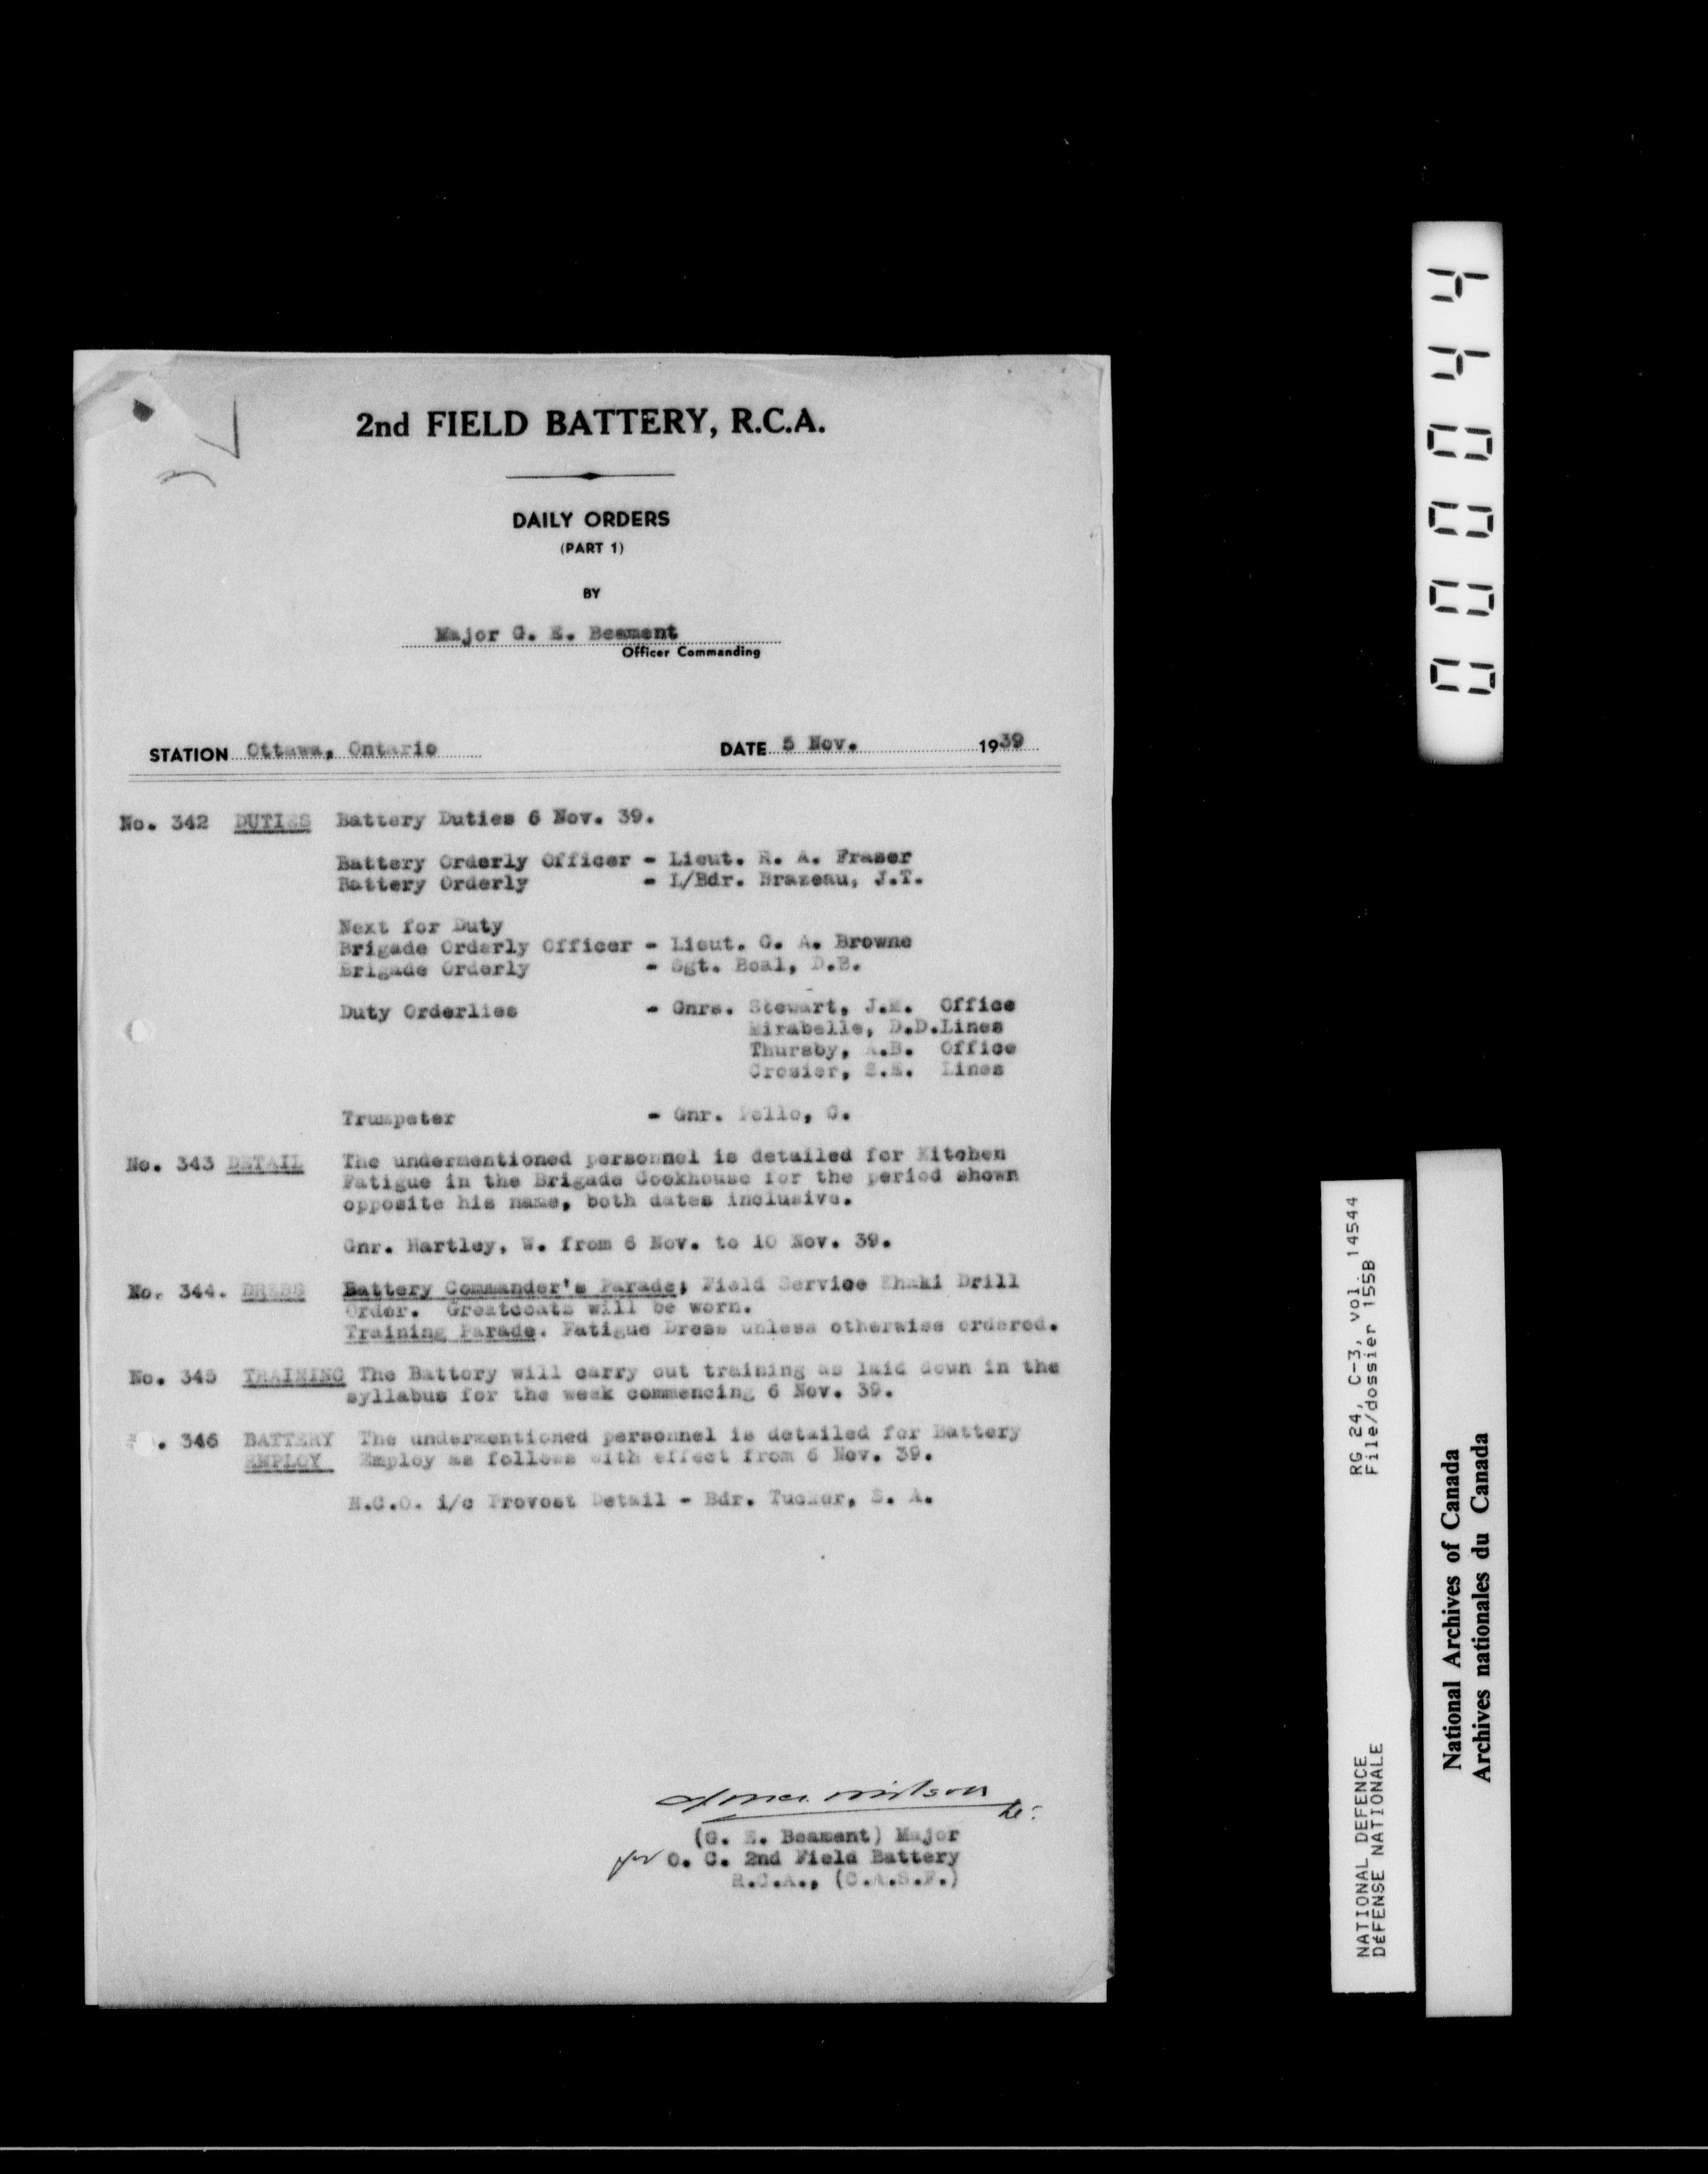 2nd FIELD BATTERY, R.C.A.
DAILY ORDERS
(PART 1)
BY
Major G. E. Beament
Officer Commanding
STATION Ottawa, Ontario DATE 5 Nov. 1939
No. 342 DUTIES Battery Duties 6 Nov. 39.
Battery Orderly Officer - Lieut. R. A. Fraser
Battery Orderly - L/Bdr. Brazeau, J.T.
Next for Duty
Brigade Orderly Officer - Lieut. G. A. Browne
Brigade Orderly - Sgt. Boal, D.B.
Duty Orderlies - Gnrs. Stewart, J.M. Office
Mirabelle, D.D. Lines
Thursby, A.B. Office
Crosier, Lines
Trumpeter - Gnr. G.
No. 343 DETAIL The undermentioned personnel is detailed for Kitchen
Fatigue in the Brigade Cookhouse for the period shown
opposite his name, both dates inclusive.
Gnr. Hartley, W. from 6 Nov. to 10 Nov. 39.
No. 344. DRESS Battery Commander's Parade; Field Service Khaki Drill
Order. Greatcoats will be worn.
Training Parade. Fatigue Dress unless otherwise ordered.
No. 345 TRAINING The Battery will carry out training as laid down in the
syllabus for the week commencing 6 Nov. 39.
. 346 BATTERY The undermentioned personnel is detailed for Battery
EMPLOY Employ as follows with effect from 6 Nov. 39.
N.C.O. i/c Provost Detail - Bdr. Tucker, S. A.
(G. E. Beament) Major
for O. C. 2nd Field Battery
R.C.A., (C.A.S.F.)
000044
RG 24, C-3, vol. 14544
File/dossier 155B
NATIONAL DEFENCE
DéFENSE NATIONALE
National Archives of Canada
Archives nationales du Canada